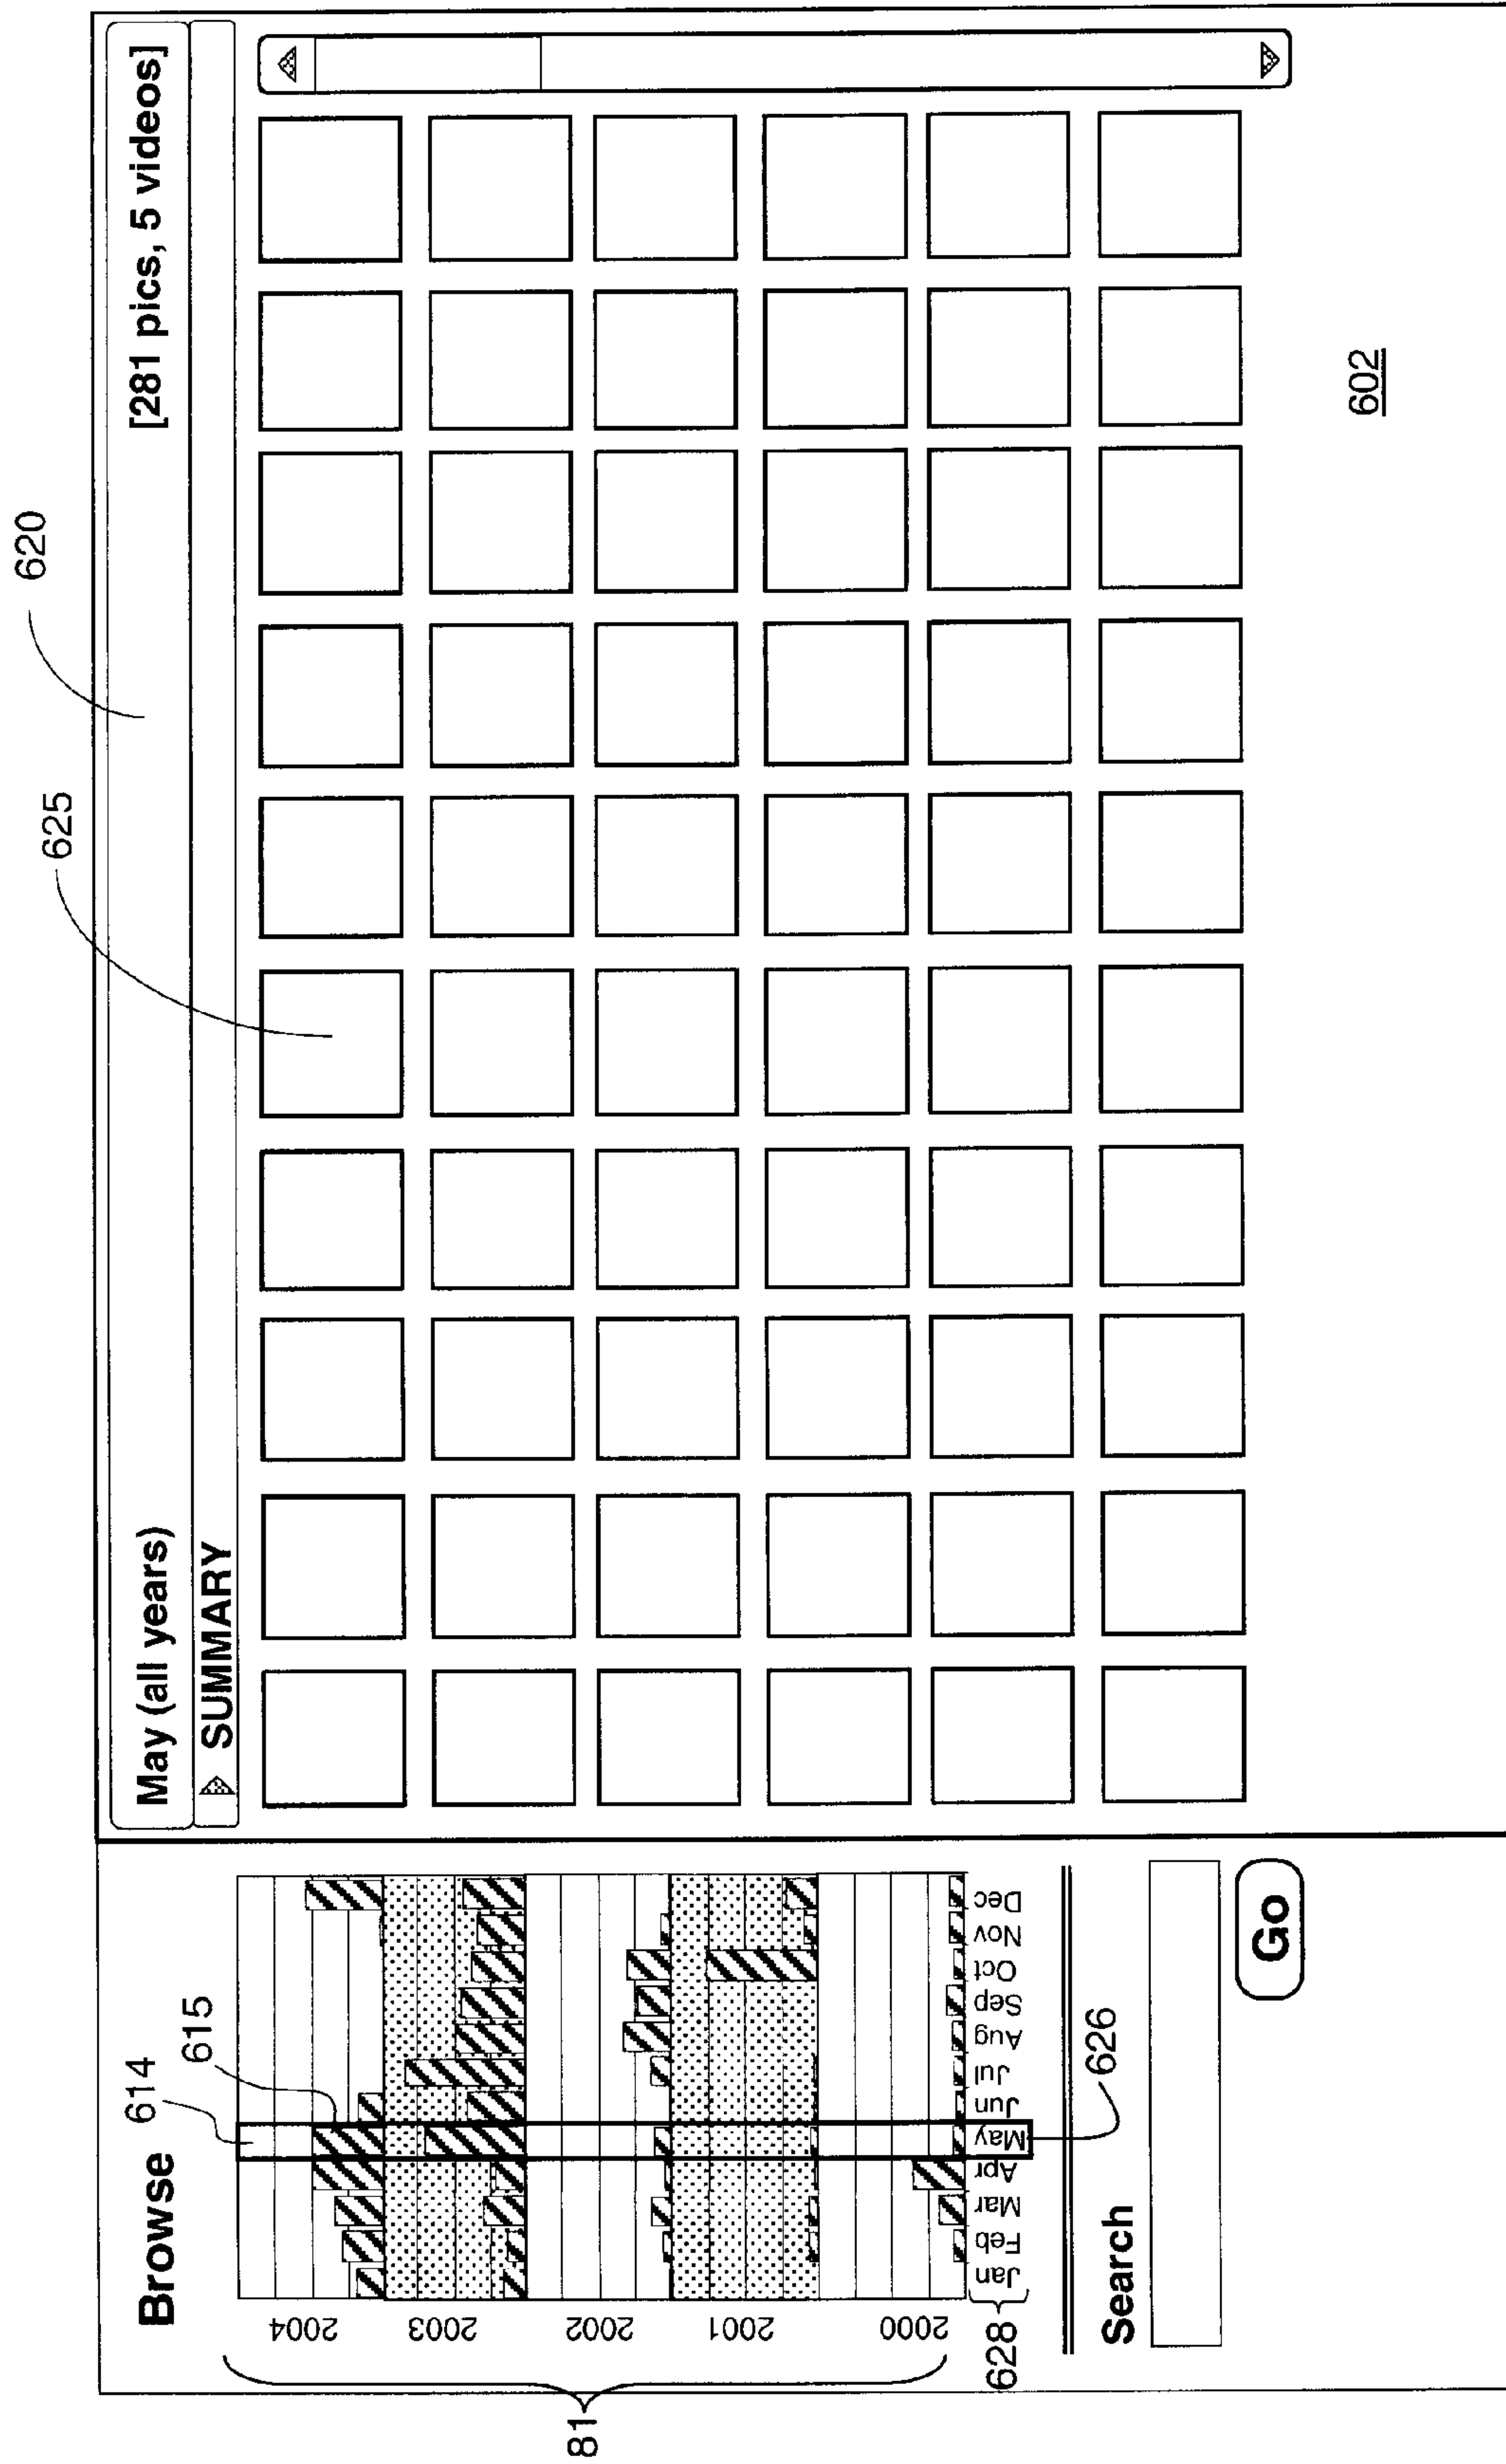 620
625
May (all years) [281 pics, 5 videos]
SUMMARY
602
Browse
614
615
2004
2003
2002
2001
2000
81
Jan Feb Mar Apr May Jun Jul Aug Sep Oct Nov Dec
628
626
Search
Go